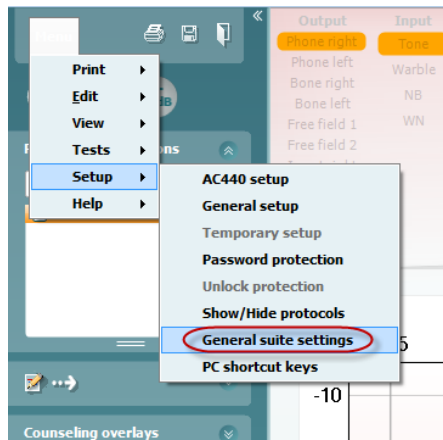 Output Input
Phone right Tone
Phone left Warble
Bone right
Bone left NB
Free field 1 WN
Free field 2
Print
Edit
View
Tests
Setup
Help
AC440 setup
General setup
Temporary setup
Password protection
Unlock protection
Show/Hide protocols
General suite settings
PC shortcut keys
5
-10
Counseling overlays